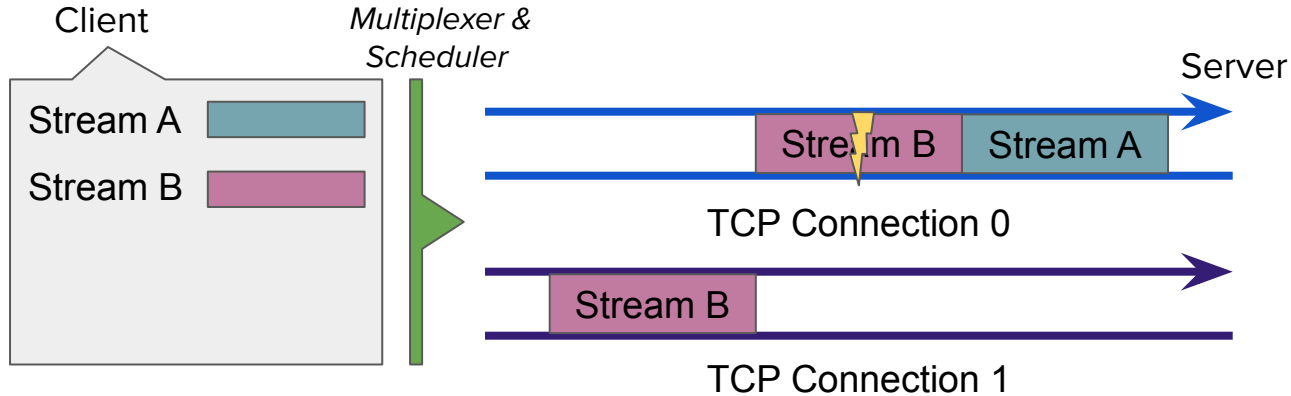 Client
Multiplexer &
Scheduler
Server
Stream A
Stream B
Stream B
Stream A
TCP Connection 0
Stream B
TCP Connection 1